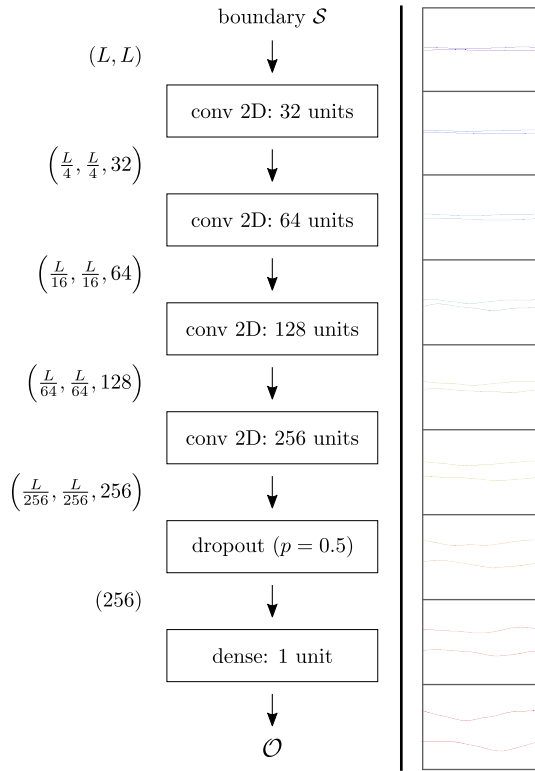 boundary 𝒮
(L, L)
conv 2D: 32 units
(L/4, L/4, 32)
conv 2D: 64 units
(L/16, L/16, 64)
conv 2D: 128 units
(L/64, L/64, 128)
conv 2D: 256 units
(L/256, L/256, 256)
dropout (p = 0.5)
(256)
dense: 1 unit
𝒪